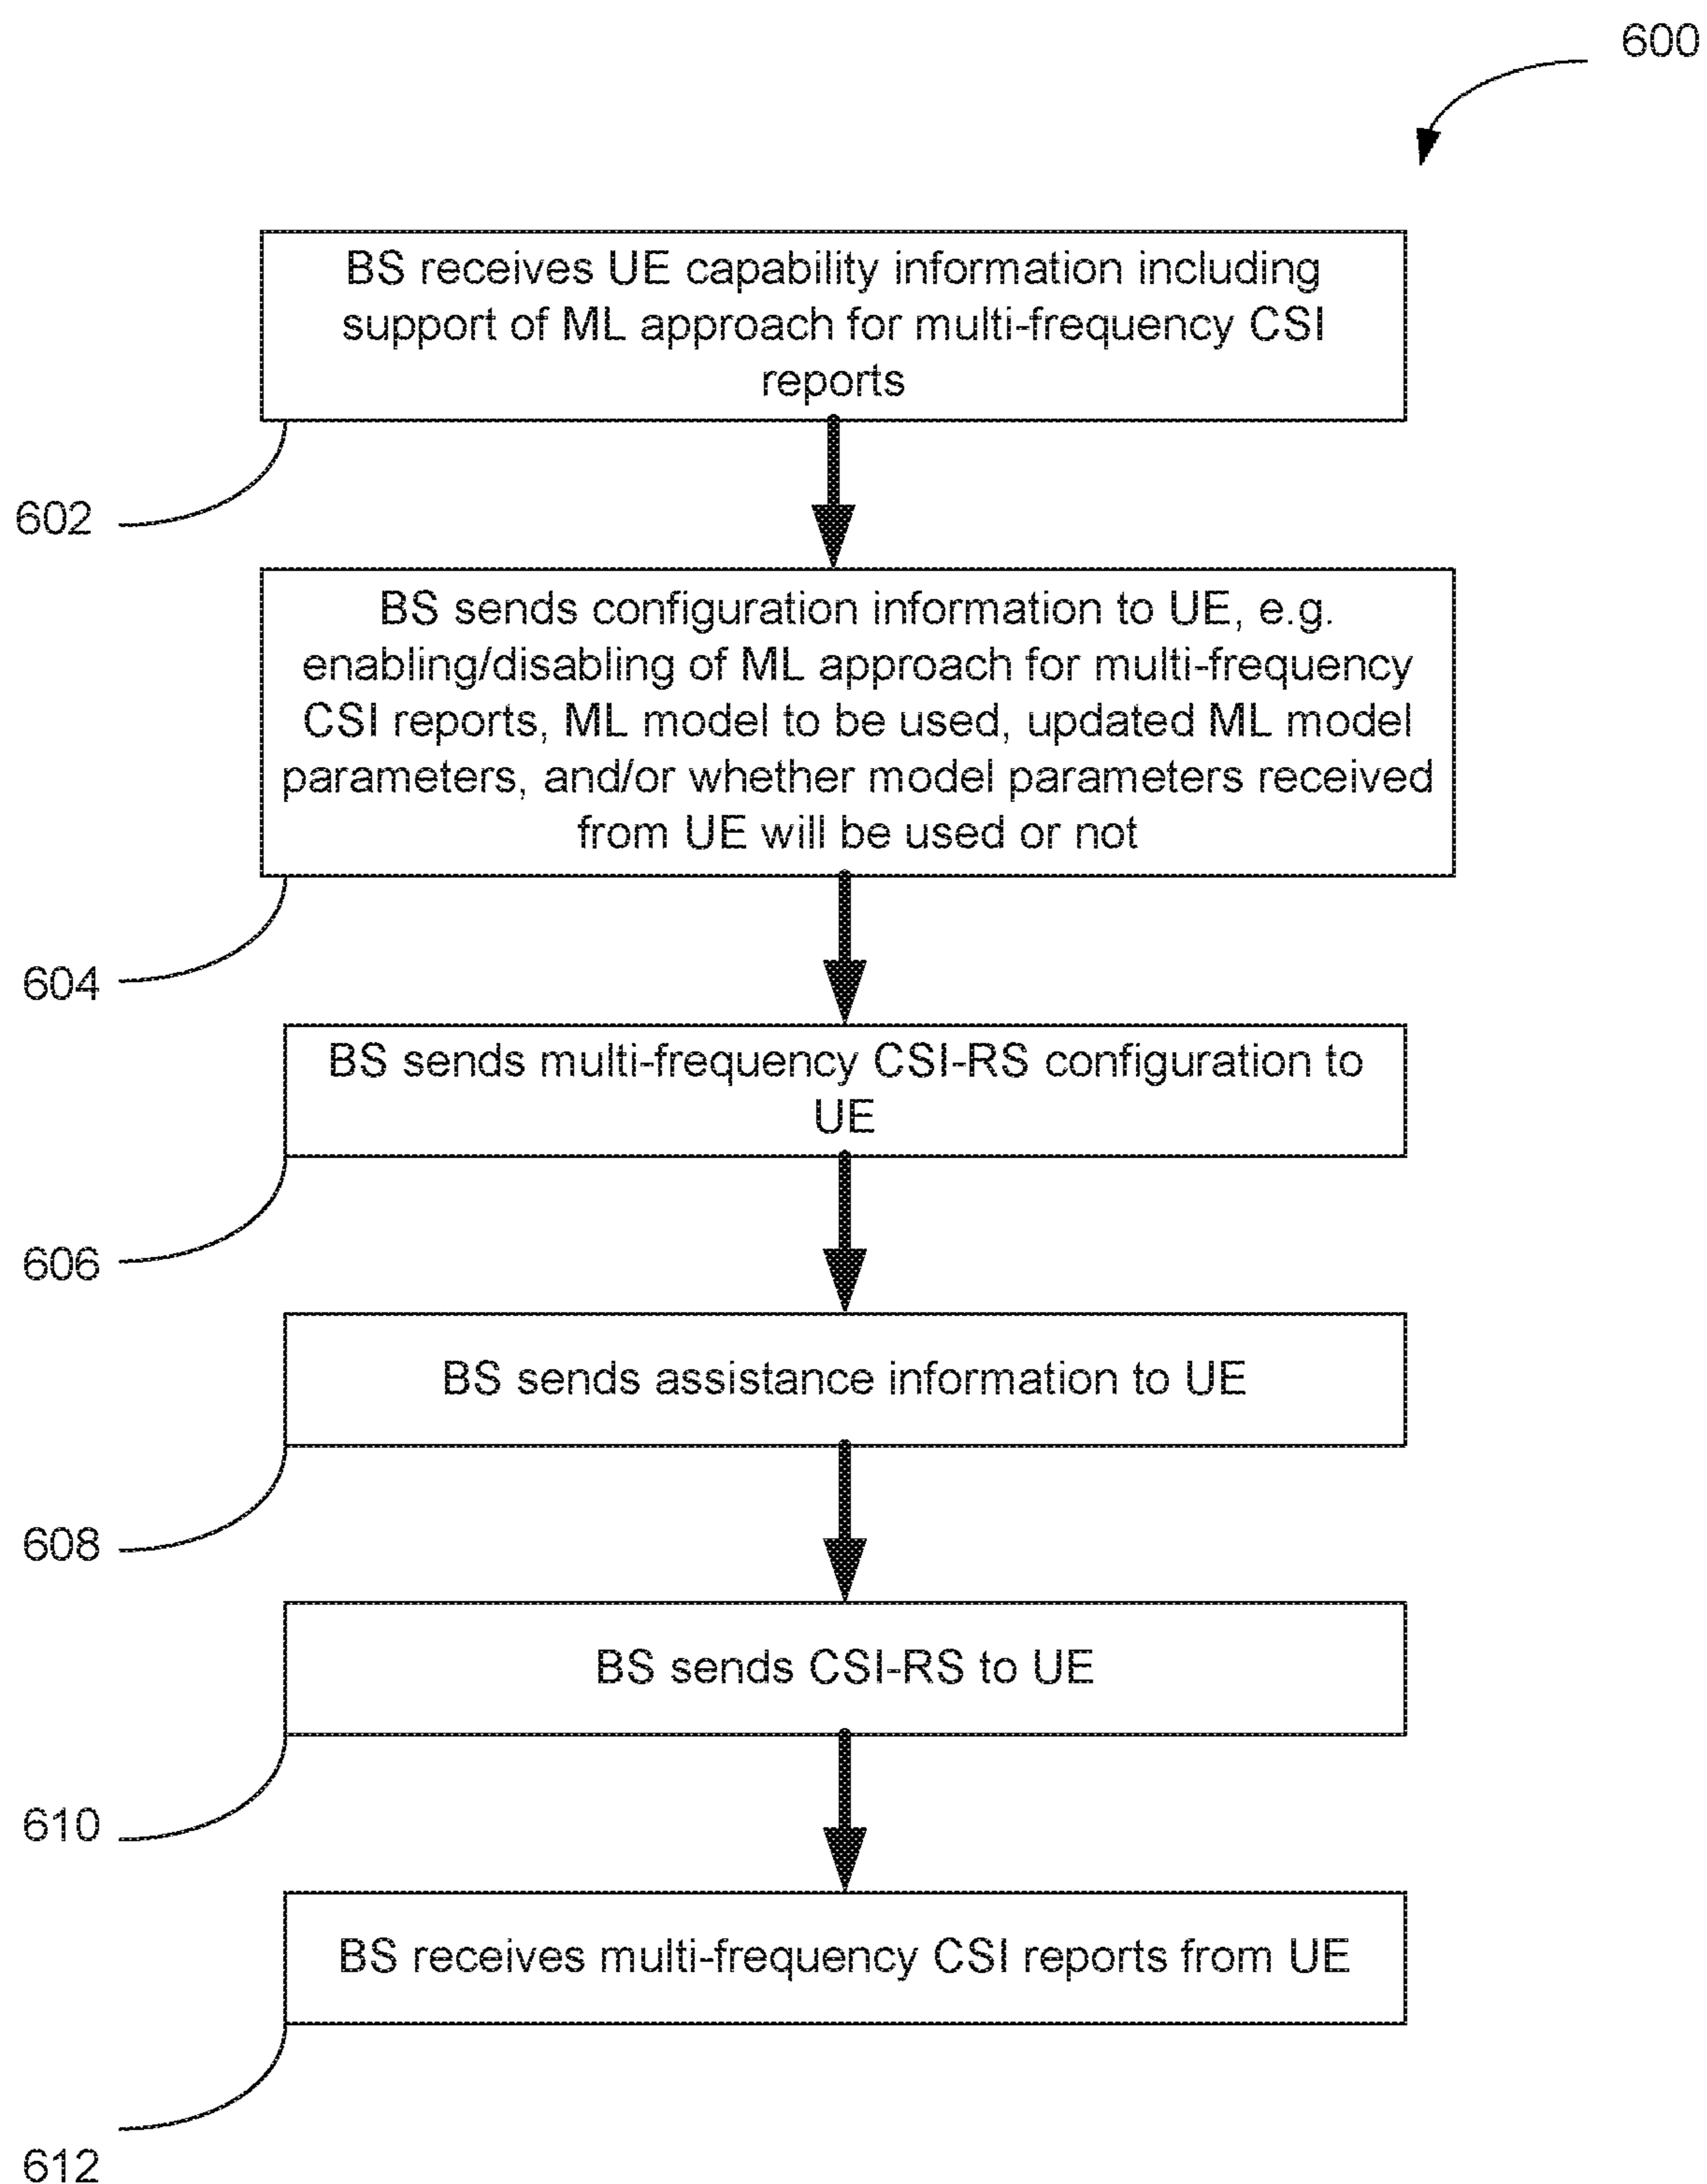 600
BS receives UE capability information including
support of ML approach for multi-frequency CSI
reports
602
BS sends configuration information to UE, e.g.
enabling/disabling of ML approach for multi-frequency
CSI reports, ML model to be used, updated ML model
parameters, and/or whether model parameters received
from UE will be used or not
604
BS sends multi-frequency CSI-RS configuration to
UE
606
BS sends assistance information to UE
608
BS sends CSI-RS to UE
610
BS receives multi-frequency CSI reports from UE
612